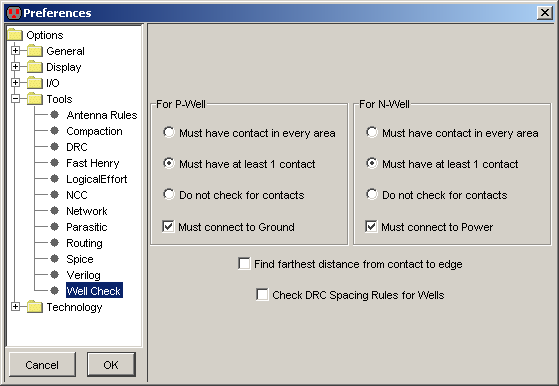 Preferences
Options
General
Display
I/O
Tools
Antenna Rules
Compaction
DRC
Fast Henry
LogicalEffort
NCC
Network
Parasitic
Routing
Spice
Verilog
Well Check
Technology
Cancel
OK
For P-Well
Must have contact in every area
Must have at least 1 contact
Do not check for contacts
Must connect to Ground
For N-Well
Must have contact in every area
Must have at least 1 contact
Do not check for contacts
Must connect to Power
Find farthest distance from contact to edge
Check DRC Spacing Rules for Wells